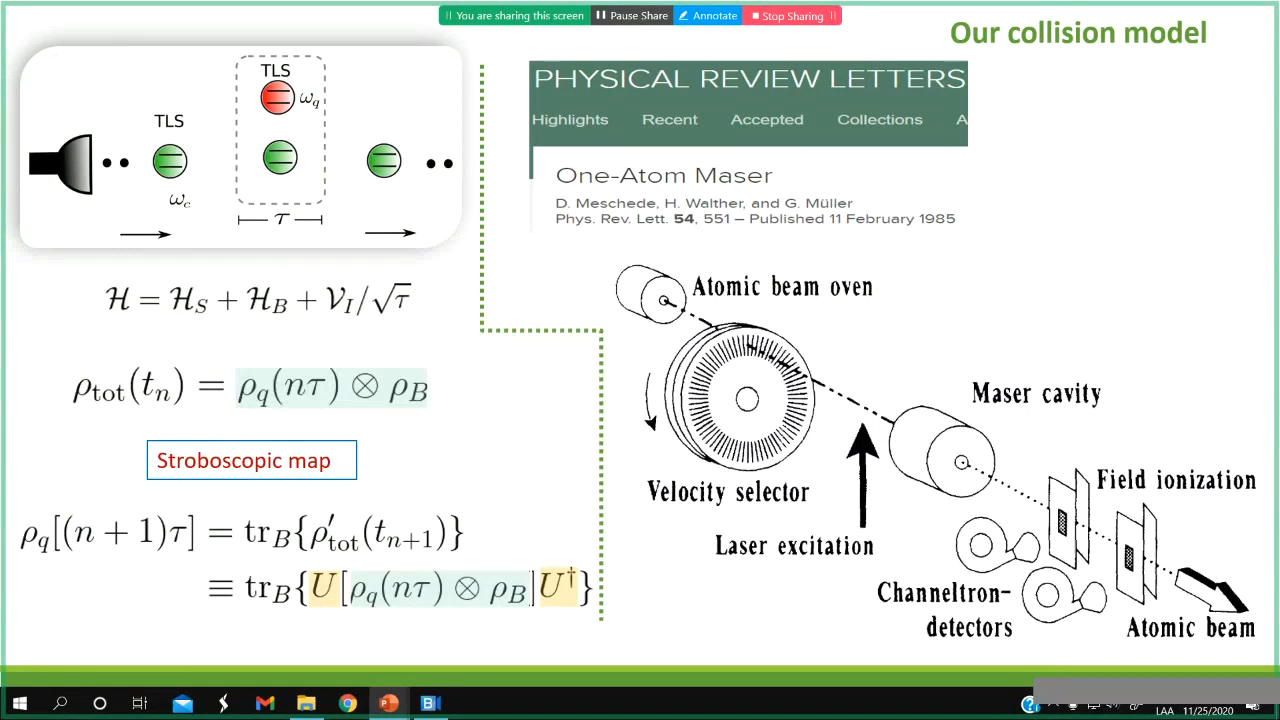 You are sharing this screen
Pause Share
Annotate
Stop Sharing
Our collision model
TLS
ω_q
TLS
ω_c
τ
PHYSICAL REVIEW LETTERS
Highlights Recent Accepted Collections A
One-Atom Maser
D. Meschede, H. Walther, and G. Müller
Phys. Rev. Lett. 54, 551 – Published 11 February 1985
ℋ = ℋ_S + ℋ_B + 𝒱_I/√τ
ρ_tot(t_n) = ρ_q(nτ) ⊗ ρ_B
Stroboscopic map
ρ_q[(n + 1)τ] = tr_B{ρ′_tot(t_{n+1})}
≡ tr_B{U[ρ_q(nτ) ⊗ ρ_B]U†}
Atomic beam oven
Maser cavity
Velocity selector
Field ionization
Laser excitation
Channeltron-
detectors
Atomic beam
LAA 11/25/2020